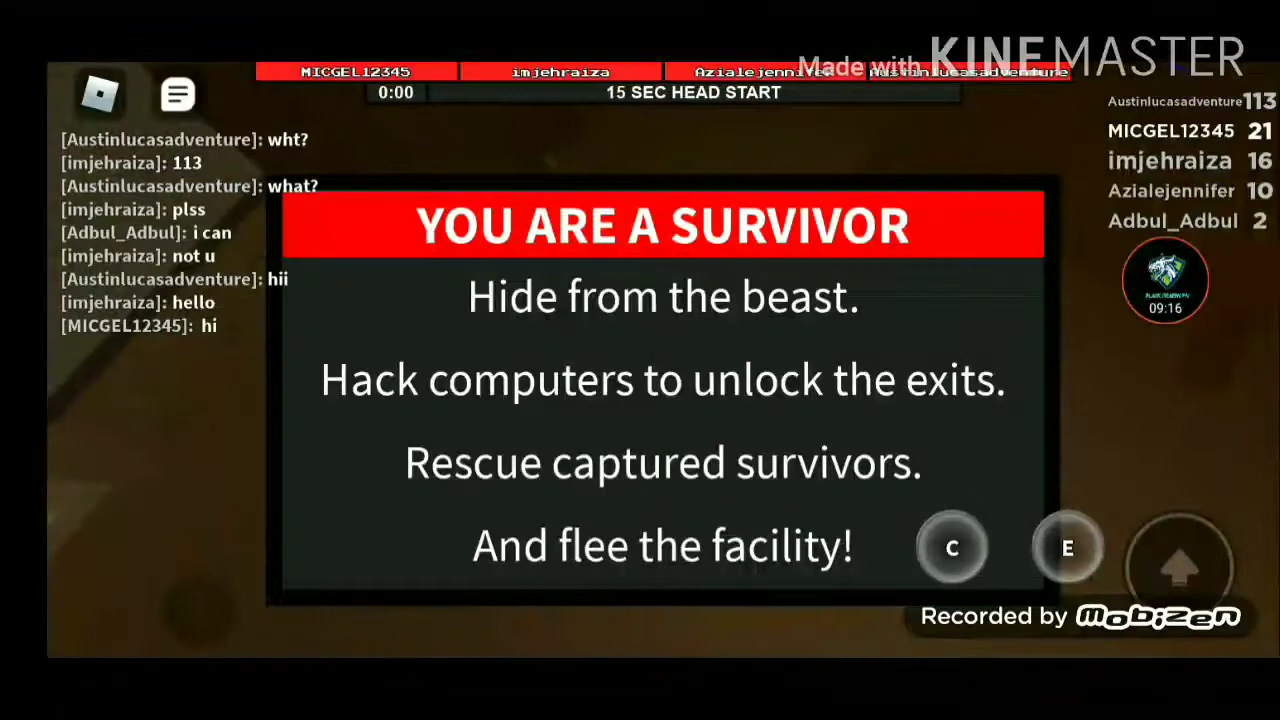 Made with KINEMASTER
MICGEL12345 imjehraiza Azialejennifer Austinlucasadventure
0:00 15 SEC HEAD START
Austinlucasadventure 113
MICGEL12345 21
imjehraiza 16
Azialejennifer 10
Adbul_Adbul 2
09:16
[Austinlucasadventure]: wht?
[imjehraiza]: 113
[Austinlucasadventure]: what?
[imjehraiza]: plss
[Adbul_Adbul]: i can
[imjehraiza]: not u
[Austinlucasadventure]: hii
[imjehraiza]: hello
[MICGEL12345]: hi
YOU ARE A SURVIVOR
Hide from the beast.
Hack computers to unlock the exits.
Rescue captured survivors.
And flee the facility!
C E
Recorded by Mobizen